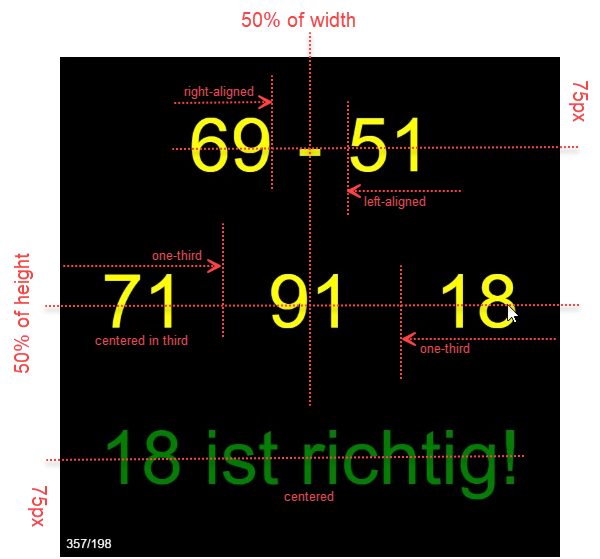 50% of width
right-aligned
75px
69 - 51
left-aligned
one-third
50% of height
71 91 18
centered in third
one-third
18 ist richtig!
75px
centered
357/198